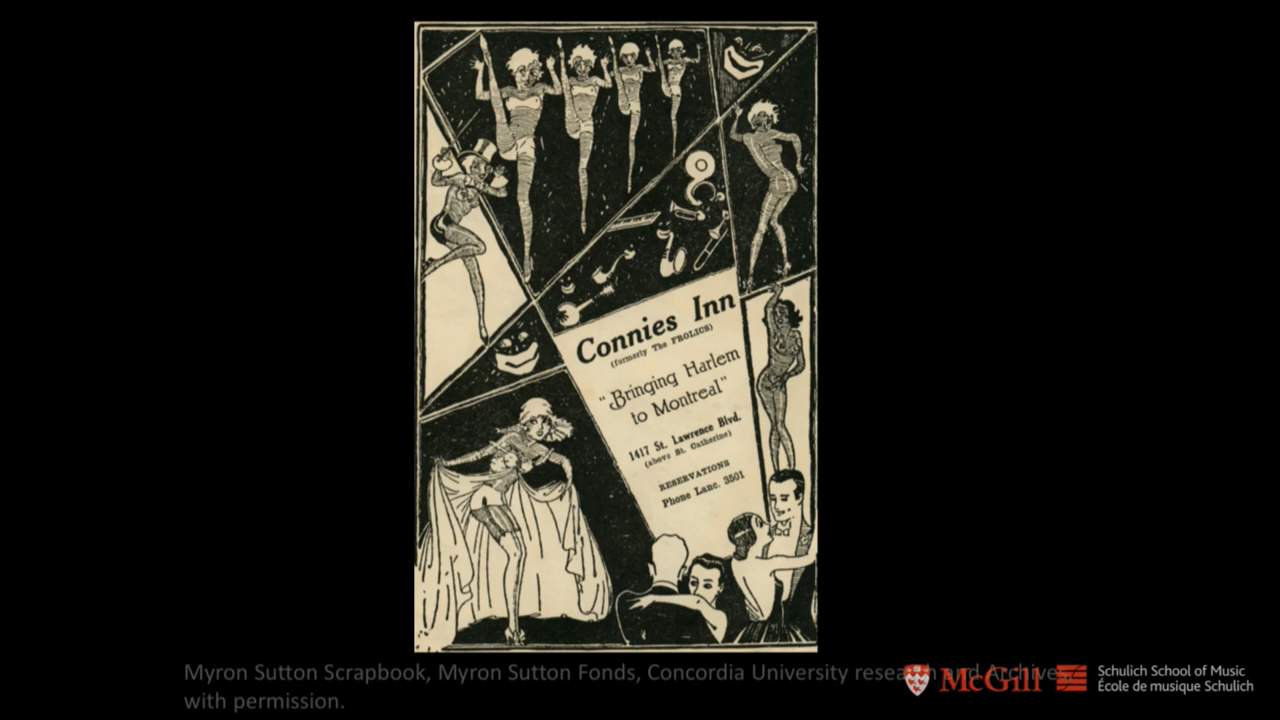 Connies Inn
(formerly The FROLICS)
"Bringing Harlem
to Montreal"
1417 St. Lawrence Blvd.
(above St. Catherine)
RESERVATIONS
Phone Lanc. 3501
Myron Sutton Scrapbook, Myron Sutton Fonds, Concordia University research and Archives,
with permission.
McGill
Schulich School of Music
École de musique Schulich